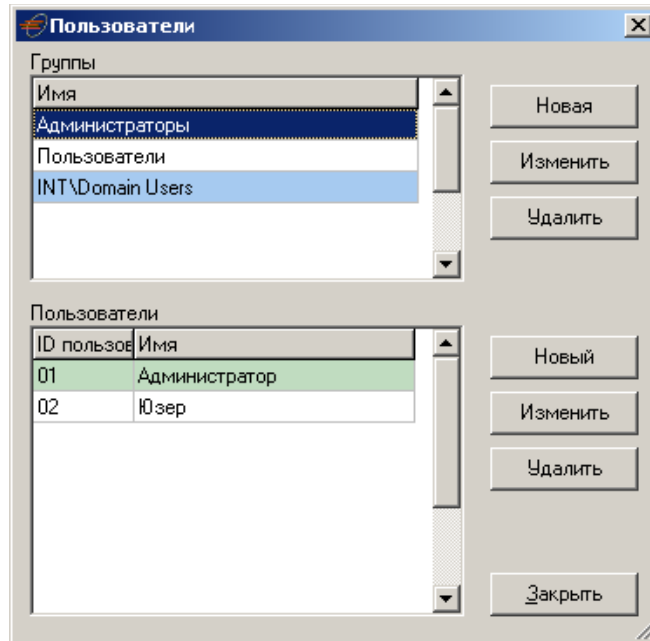 Пользователи
Группы
Имя
Администраторы
Пользователи
INT\Domain Users
Новая
Изменить
Удалить
Пользователи
ID пользов Имя
01 Администратор
02 Юзер
Новый
Изменить
Удалить
Закрыть